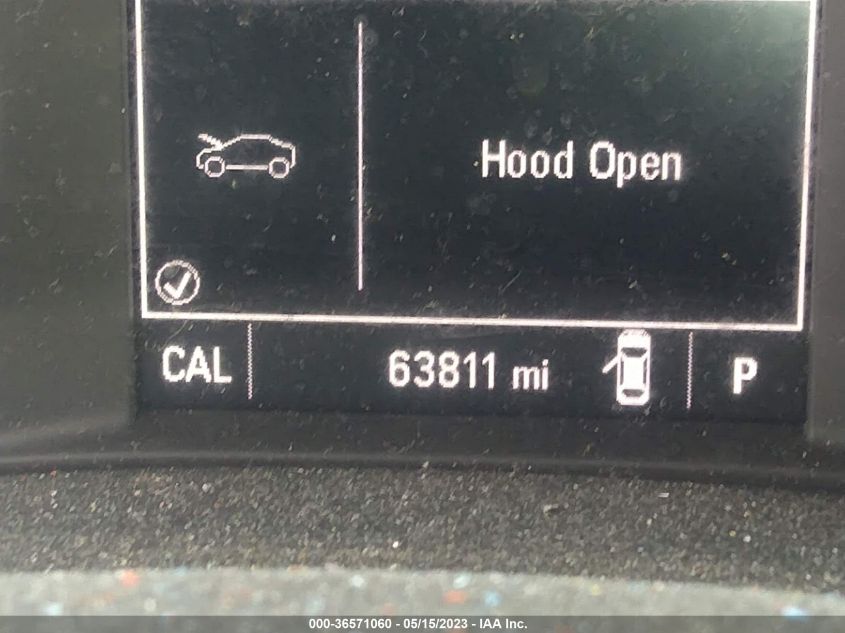 Hood Open
CAL 63811 mi P
000-36571060 - 05/15/2023 - IAA Inc.